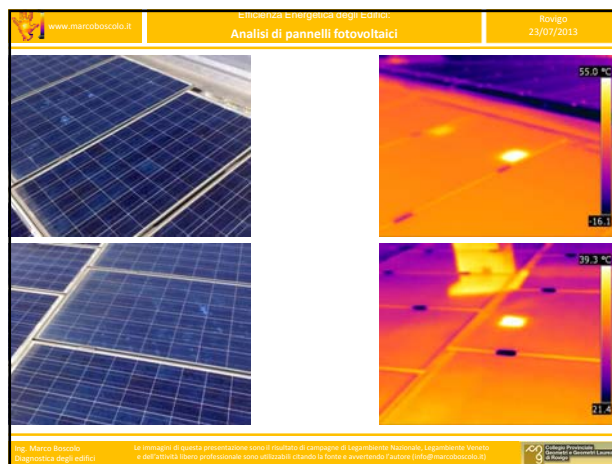 www.marcoboscolo.it
Efficienza Energetica degli Edifici:
Analisi di pannelli fotovoltaici
Rovigo
23/07/2013
55.0 °C
-16.1
39.3 °C
21.4
Ing. Marco Boscolo
Diagnostica degli edifici
Le immagini di questa presentazione sono il risultato di campagne di Legambiente Nazionale, Legambiente Veneto
e dell'attività libero professionale sono utilizzabili citando la fonte e avvertendo l'autore (info@marcoboscolo.it)
Collegio Provinciale
Geometri e Geometri Laureati
di Rovigo